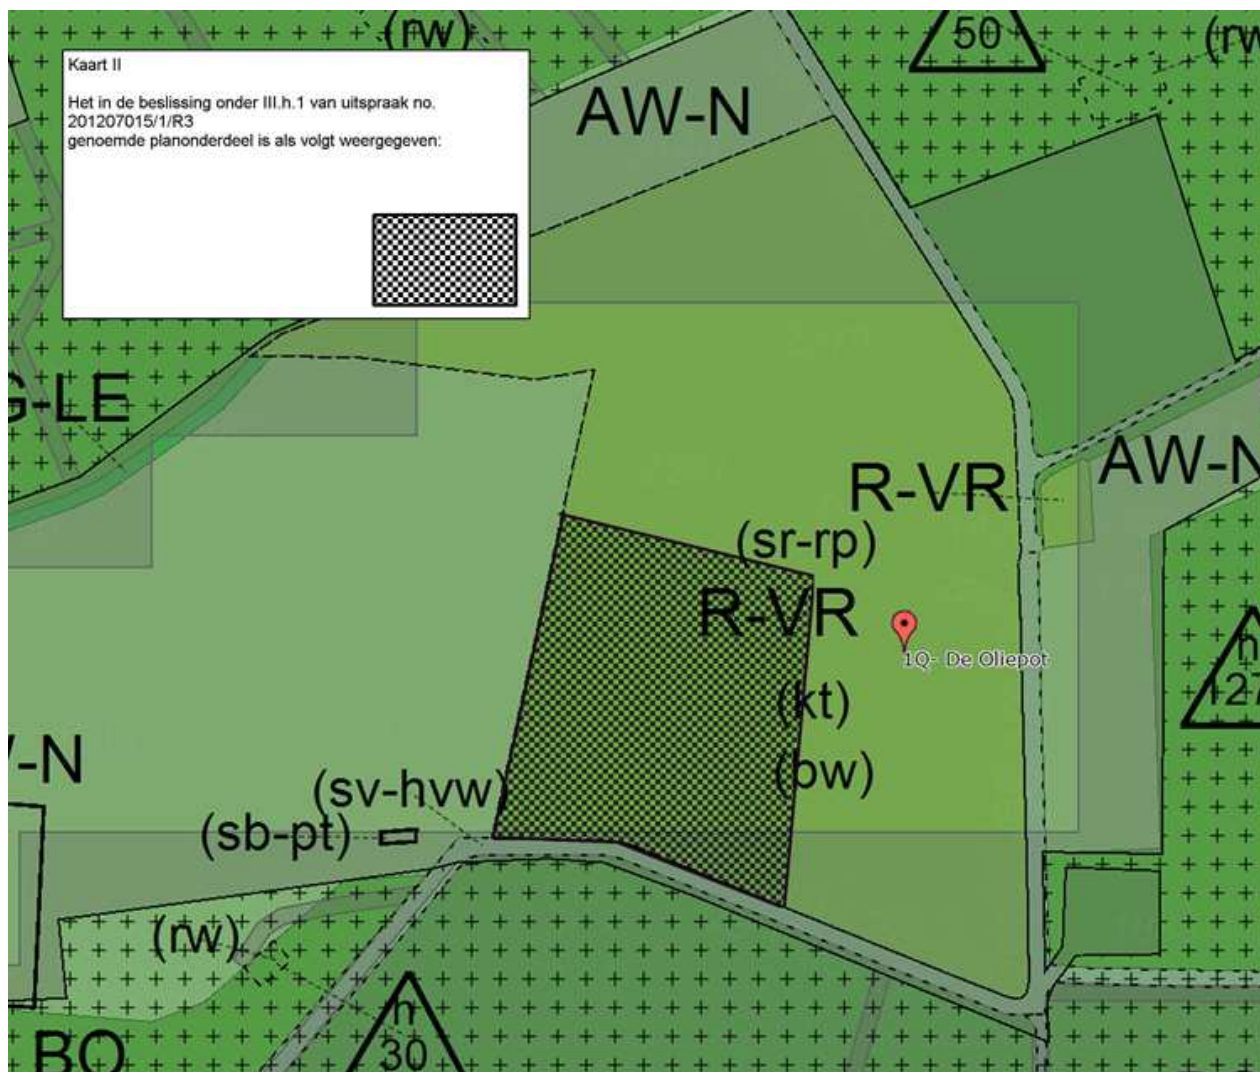 (rw)
50
(rw
Kaart II
Het in de beslissing onder III.h.1 van uitspraak no.
201207015/1/R3
genoemde planonderdeel is als volgt weergegeven:
AW-N
G-LE
R-VR
AW-N
(sr-rp)
R-VR
1Q- De Oliepot
h
127
(kt)
(bw)
-N
(sv-hvw)
(sb-pt)
(rw)
h
30
BO